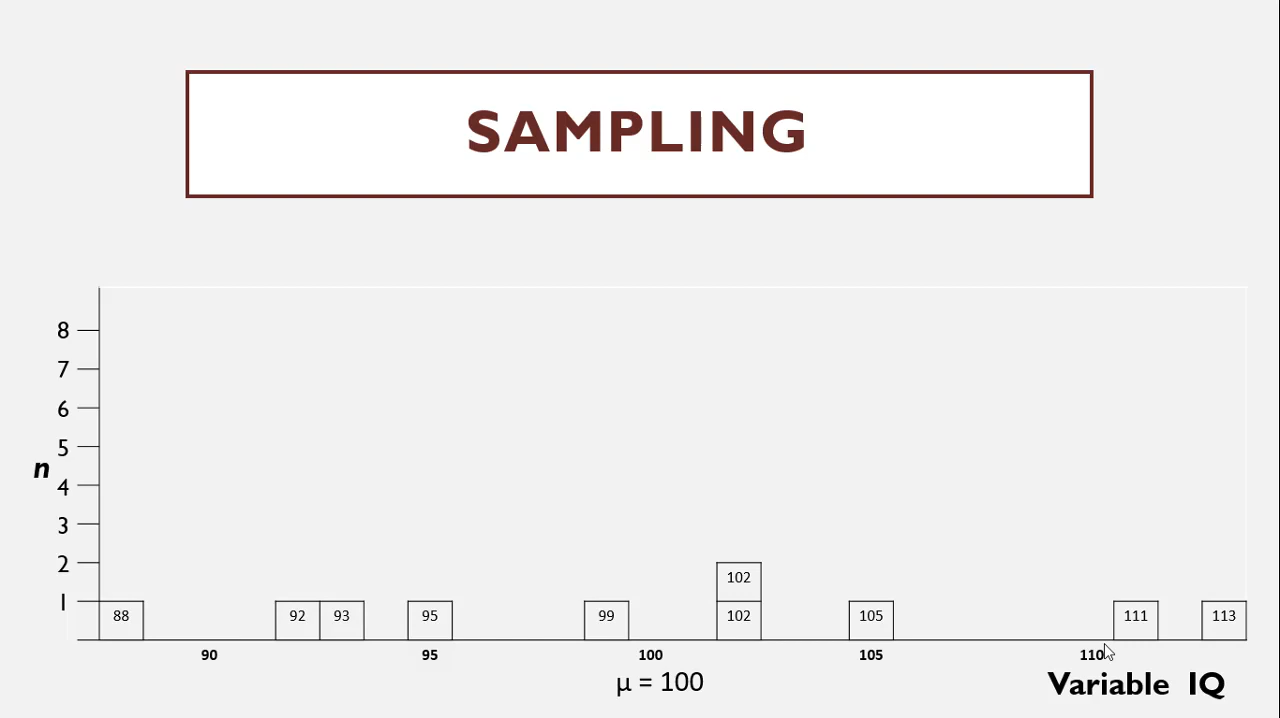 SAMPLING
8
7
6
5
n
4
3
2
102
1
88 92 93 95 99 102 105 111 113
90 95 100 105 110
μ = 100
Variable IQ